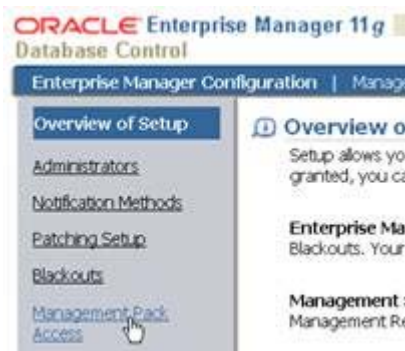 ORACLE Enterprise Manager 11g
Database Control
Enterprise Manager Configuration | Manage
Overview of Setup
Administrators
Notification Methods
Patching Setup
Blackouts
Management Pack
Access
Overview o
Setup allows yo
granted, you ca
Enterprise Ma
Blackouts. Your
Management
Management Re